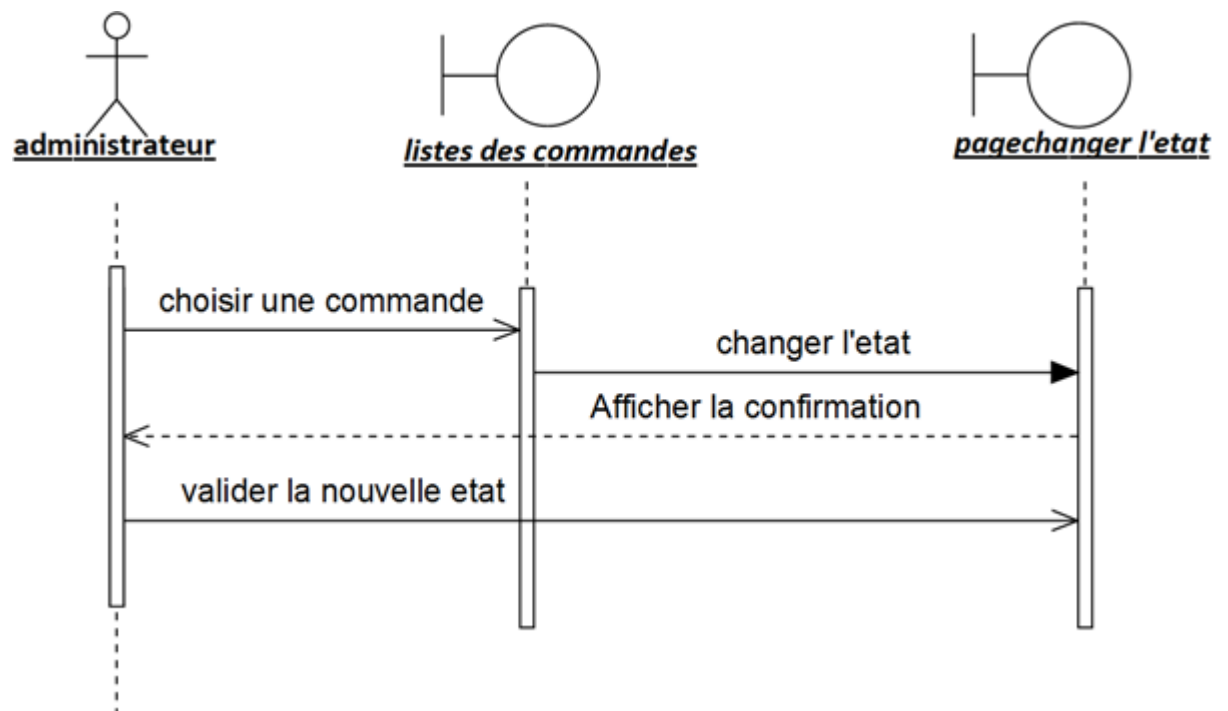 administrateur
listes des commandes
pagechanger l'etat
choisir une commande
changer l'etat
Afficher la confirmation
valider la nouvelle etat